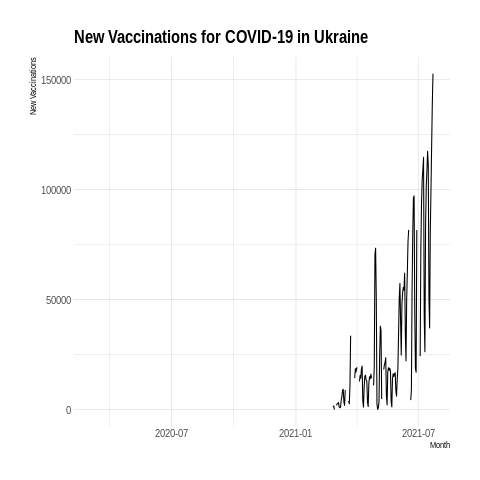 New Vaccinations for COVID-19 in Ukraine
New Vaccinations
150000
100000
50000
0
2020-07
2021-01
2021-07
Month